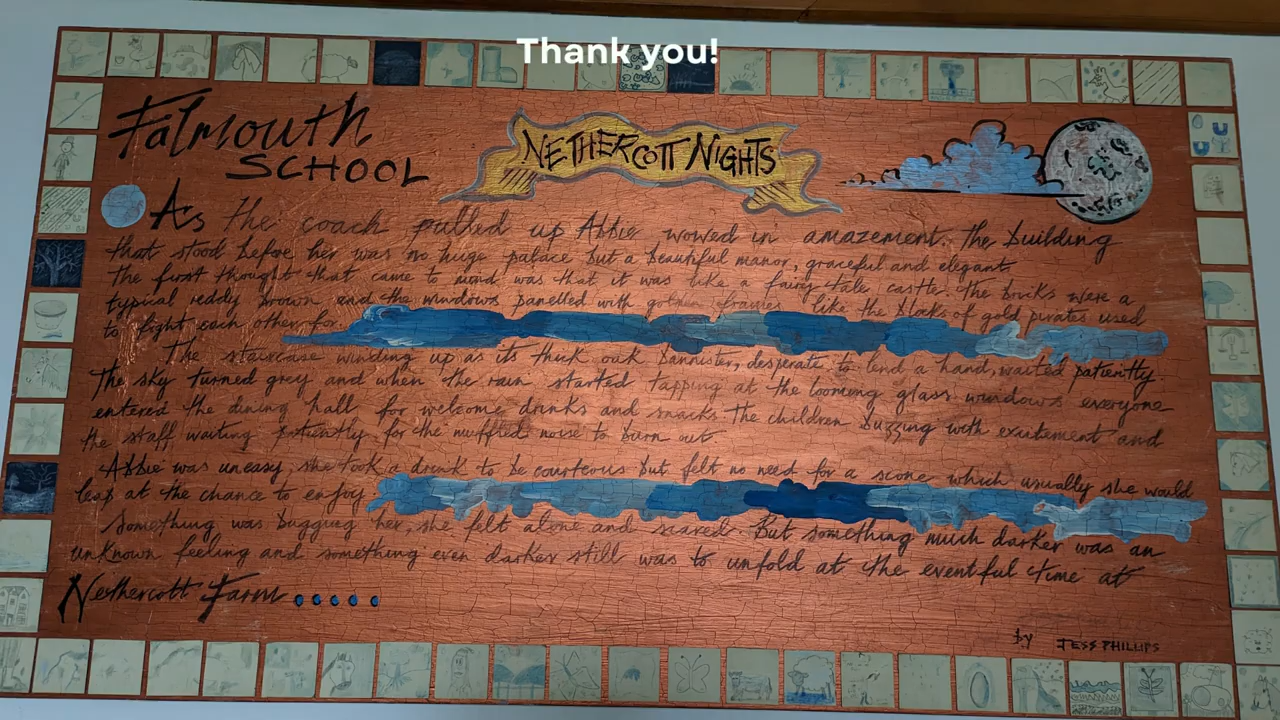 Thank you!
Falmouth
SCHOOL
NETHERCOTT NIGHTS
As the coach pulled up Abbie wowed in amazement. The building
that stood before her was no huge palace but a beautiful manor, graceful and elegant.
The first thought that came to mind was that it was like a fairy tale castle. The bricks were a
typical reddy brown and the windows panelled with golden frames like the blocks of gold pirates used
to fight each other for.
The staircase winding up as its thick oak bannister, desperate to lend a hand, waited patiently.
The sky turned grey and when the rain started tapping at the looming glass windows everyone
entered the dining hall for welcome drinks and snacks. The children buzzing with excitement and
the staff waiting patiently for the muffled noise to burn out.
Abbie was uneasy, she took a drink to be courteous but felt no need for a scone which usually she would
leap at the chance to enjoy.
Something was bugging her, she felt alone and scared. But something much darker was an
unknown feeling and something even darker still was to unfold at the eventful time at
Nethercott Farm.....
by JESS PHILLIPS